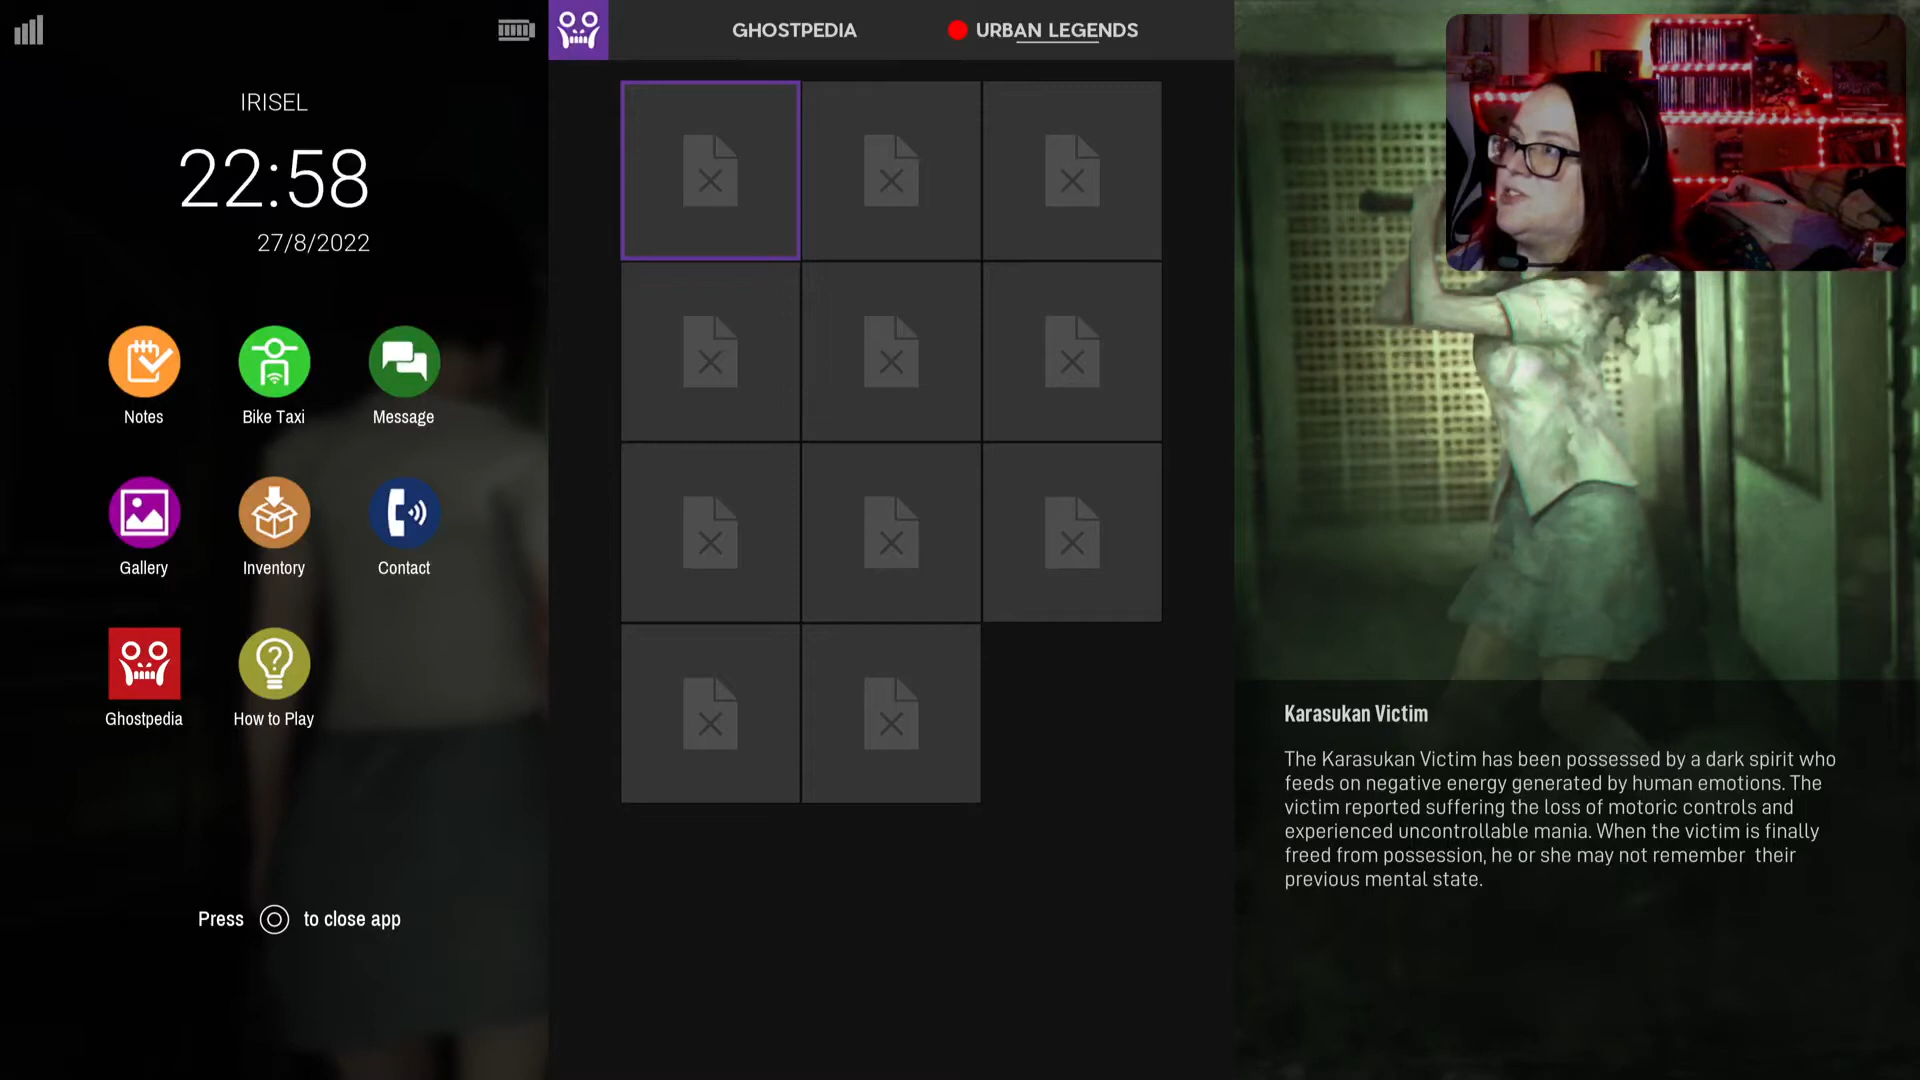 IRISEL
22:58
27/8/2022
Notes
Bike Taxi
Message
Gallery
Inventory
Contact
Ghostpedia
How to Play
Press to close app
GHOSTPEDIA
URBAN LEGENDS
Karasukan Victim
The Karasukan Victim has been possessed by a dark spirit who
feeds on negative energy generated by human emotions. The
victim reported suffering the loss of motoric controls and
experienced uncontrollable mania. When the victim is finally
freed from possession, he or she may not remember their
previous mental state.